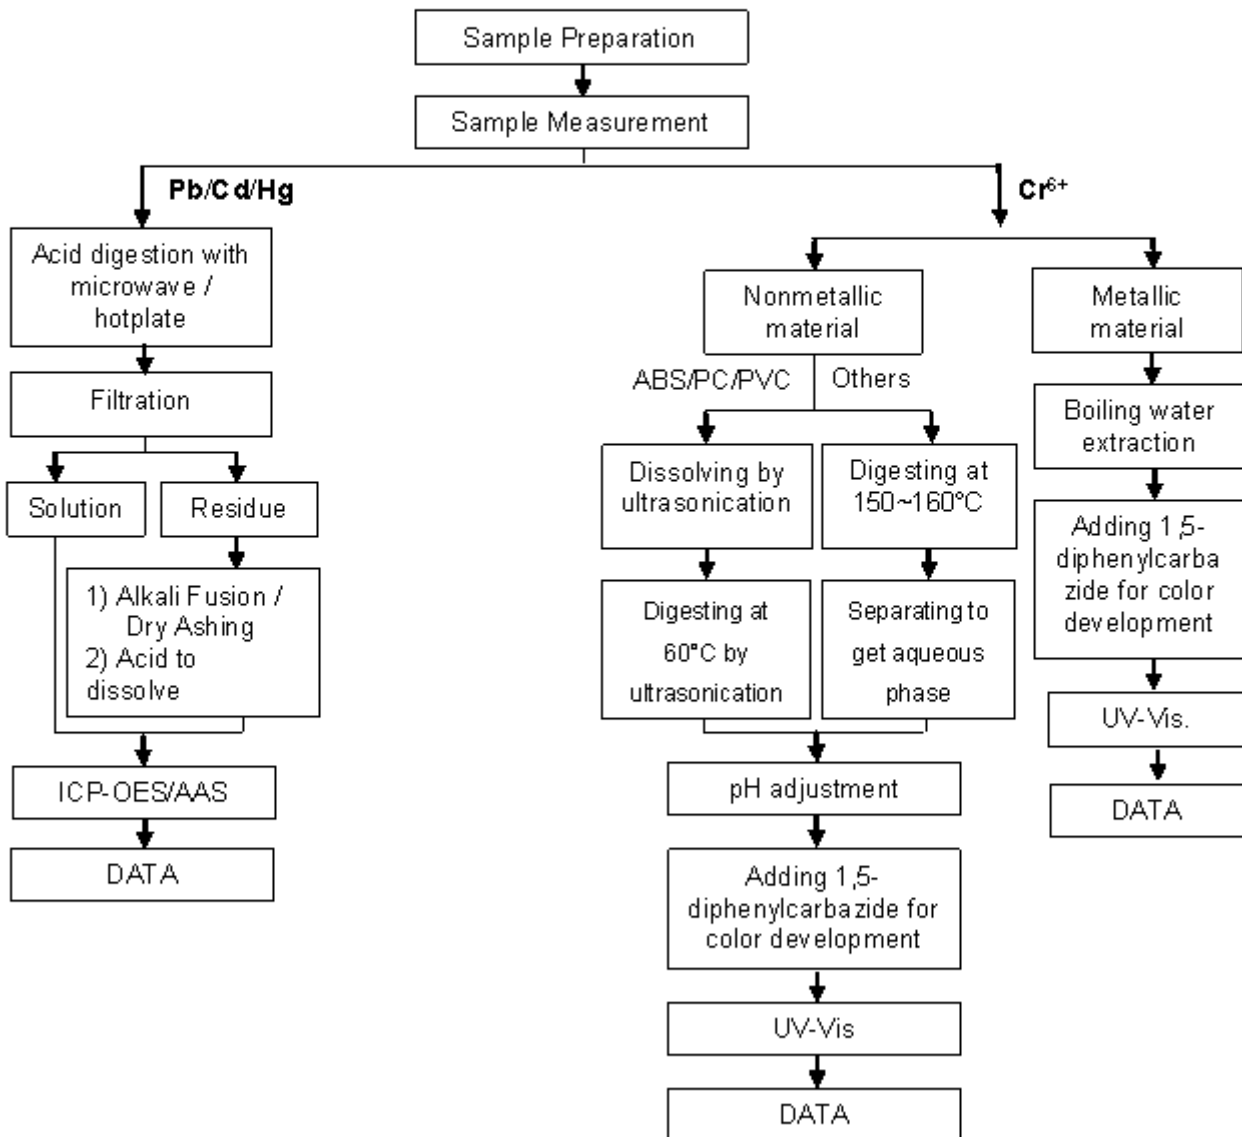 Sample Preparation
Sample Measurement
Pb/Cd/Hg
Cr⁶⁺
Acid digestion with
microwave /
hotplate
Filtration
Solution
Residue
1) Alkali Fusion /
Dry Ashing
2) Acid to
dissolve
ICP-OES/AAS
DATA
Nonmetallic
material
ABS/PC/PVC
Others
Dissolving by
ultrasonication
Digesting at
150~160°C
Digesting at
60°C by
ultrasonication
Separating to
get aqueous
phase
pH adjustment
Adding 1,5-
diphenylcarbazide for
color development
UV-Vis
DATA
Metallic
material
Boiling water
extraction
Adding 1,5-
diphenylcarba
zide for color
development
UV-Vis.
DATA